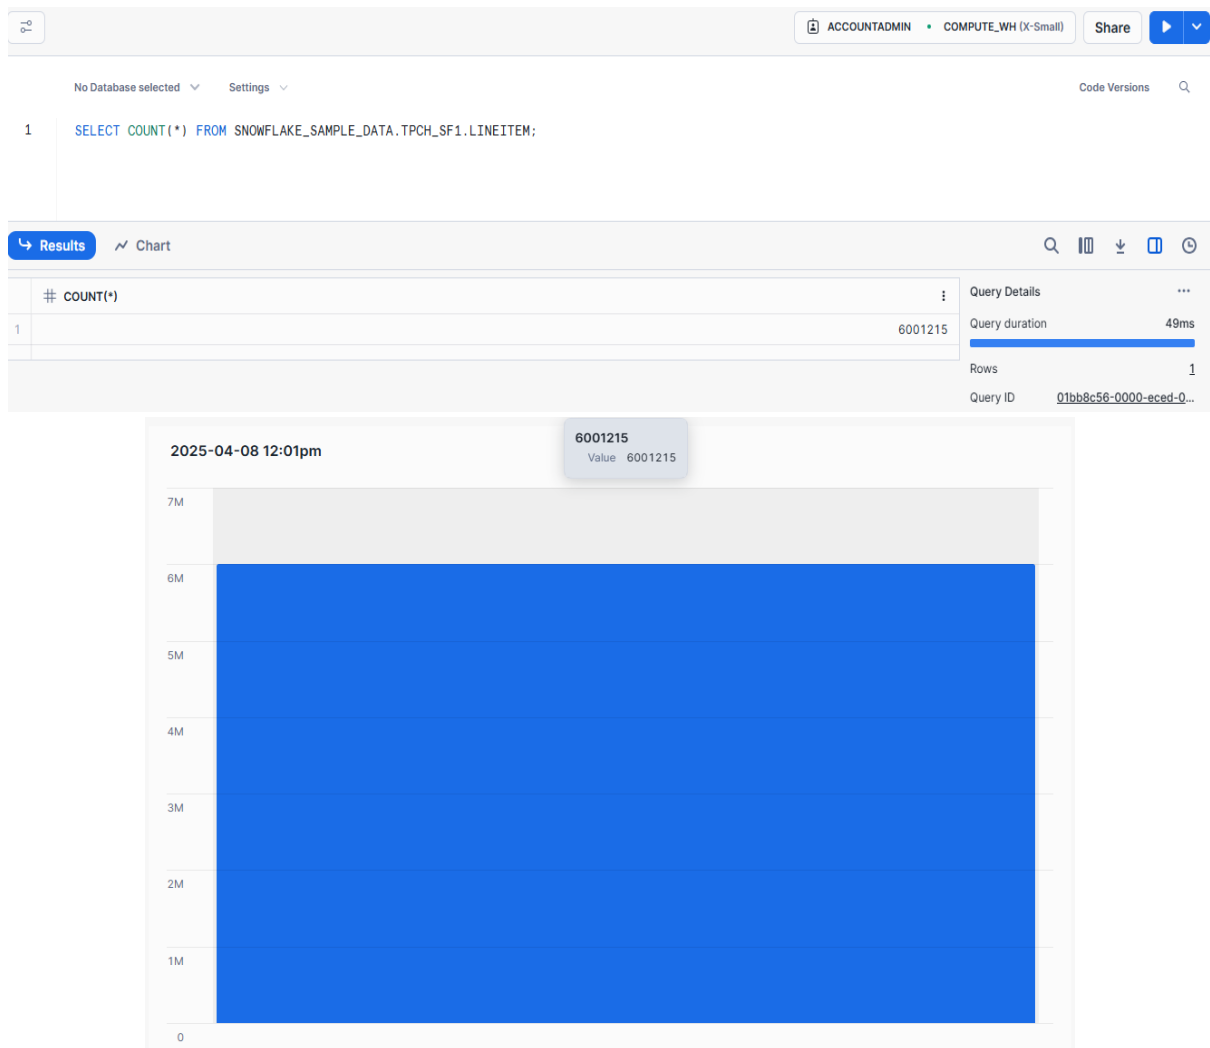 ACCOUNTADMIN • COMPUTE_WH (X-Small) Share
No Database selected Settings Code Versions
1 SELECT COUNT(*) FROM SNOWFLAKE_SAMPLE_DATA.TPCH_SF1.LINEITEM;
Results Chart
# COUNT(*) Query Details ...
1 6001215 Query duration 49ms
Rows 1
Query ID 01bb8c56-0000-eced-0...
6001215
2025-04-08 12:01pm
Value 6001215
7M
6M
5M
4M
3M
2M
1M
0